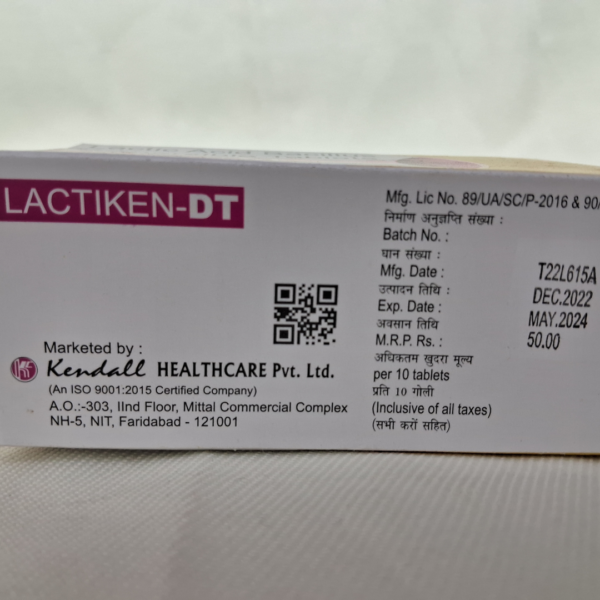 LACTIKEN-DT
Marketed by :
Kendall HEALTHCARE Pvt. Ltd.
(An ISO 9001:2015 Certified Company)
A.O.:-303, IInd Floor, Mittal Commercial Complex
NH-5, NIT, Faridabad - 121001
Mfg. Lic No. 89/UA/SC/P-2016 & 90/
निर्माण अनुज्ञप्ति संख्या :
Batch No. :
घान संख्या :
T22L615A
Mfg. Date :
उत्पादन तिथि :
DEC.2022
Exp. Date :
अवसान तिथि
MAY.2024
M.R.P. Rs. :
50.00
अधिकतम खुदरा मूल्य
per 10 tablets
प्रति 10 गोली
(Inclusive of all taxes)
(सभी करों सहित)